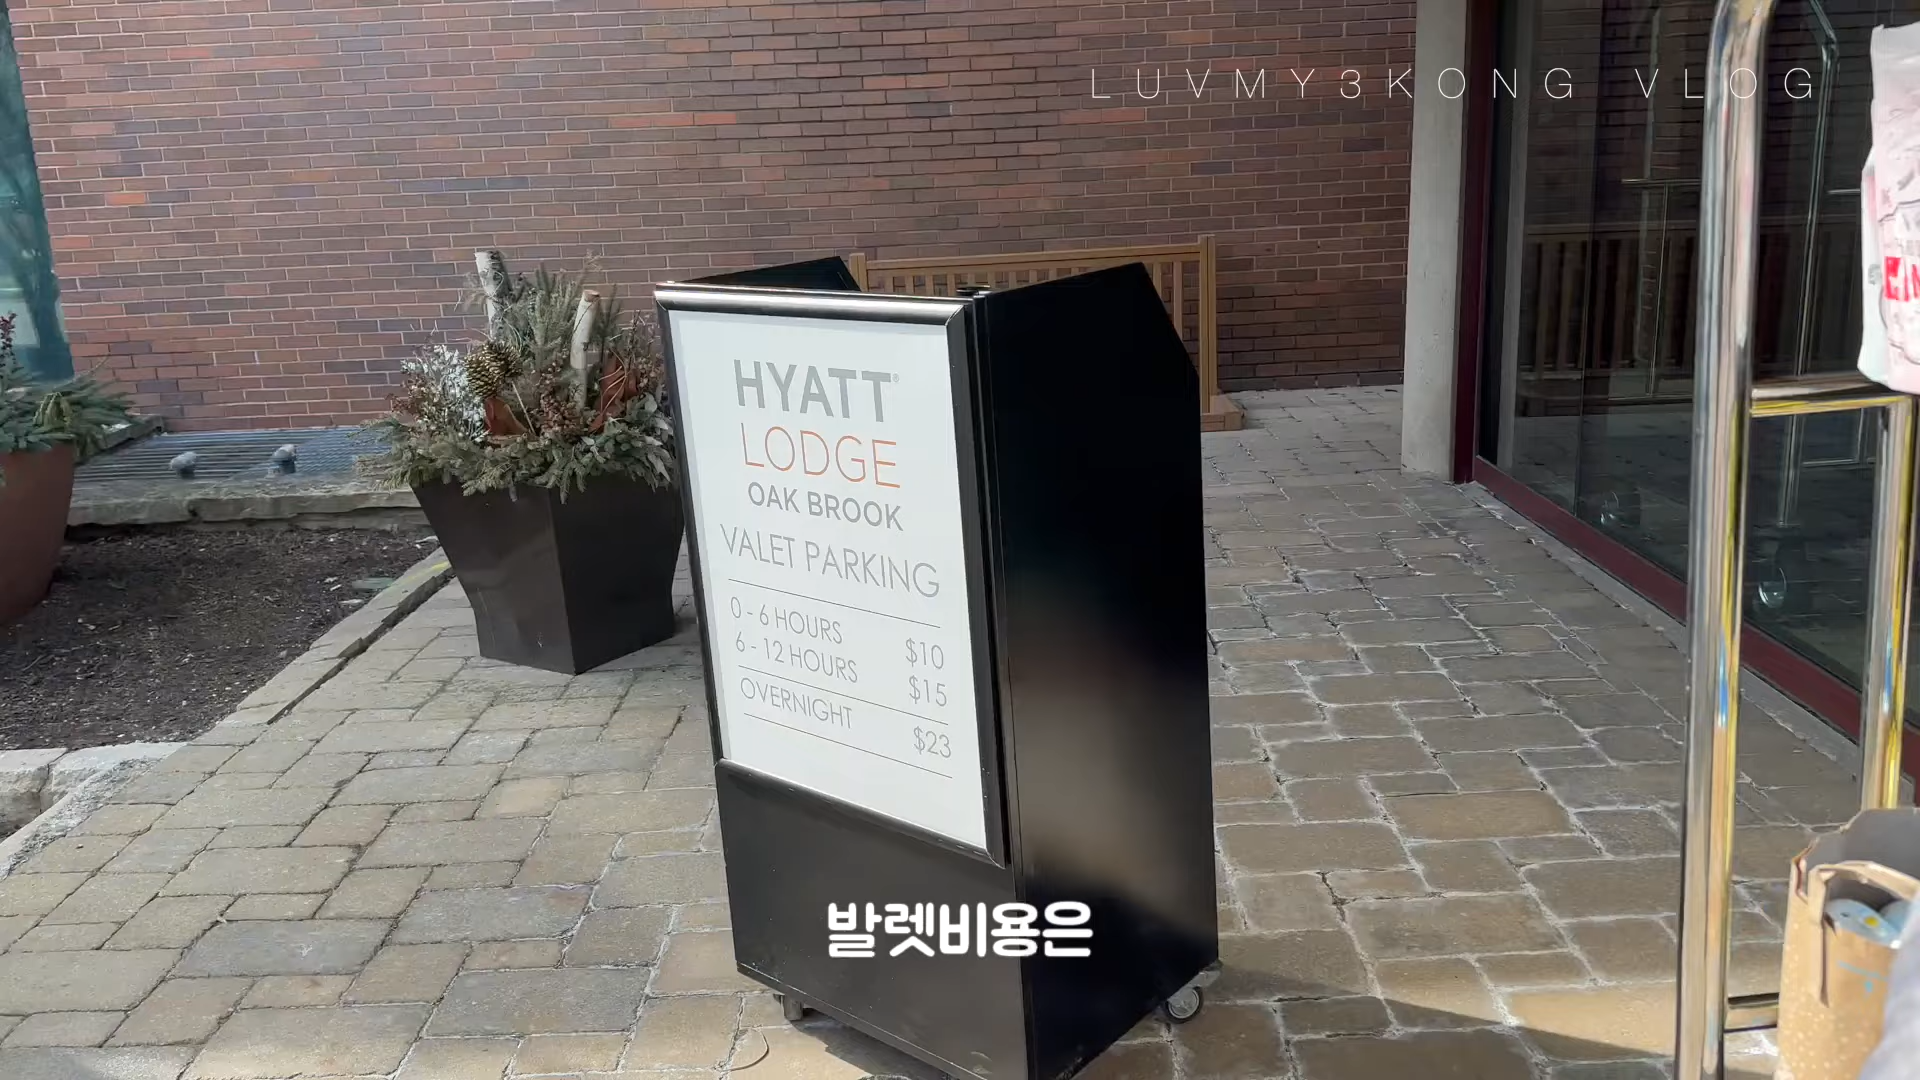 LUVMY3KONG VLOG
HYATT
LODGE
OAK BROOK
VALET PARKING
0 - 6 HOURS $10
6 - 12 HOURS $15
OVERNIGHT $23
발렛비용은